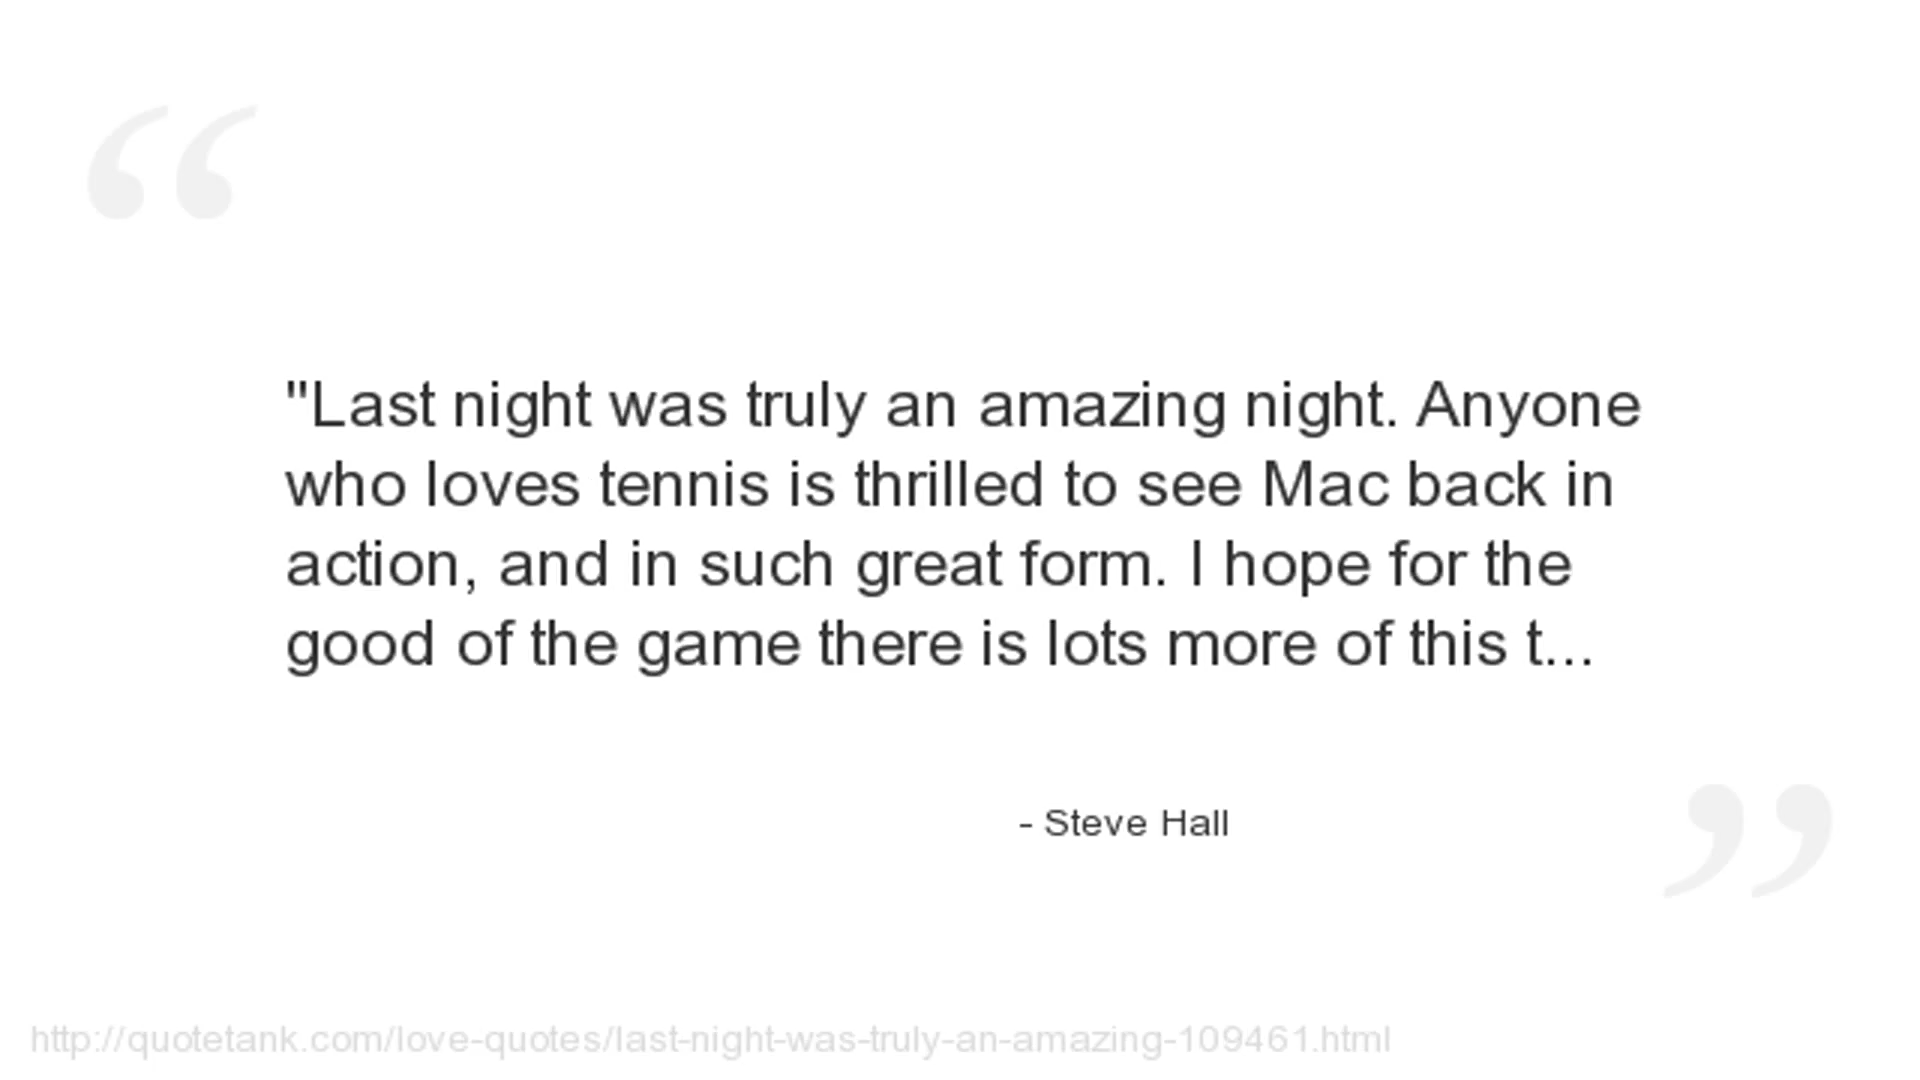 "Last night was truly an amazing night. Anyone
who loves tennis is thrilled to see Mac back in
action, and in such great form. I hope for the
good of the game there is lots more of this t...
- Steve Hall
http://quotetank.com/love-quotes/last-night-was-truly-an-amazing-109461.html